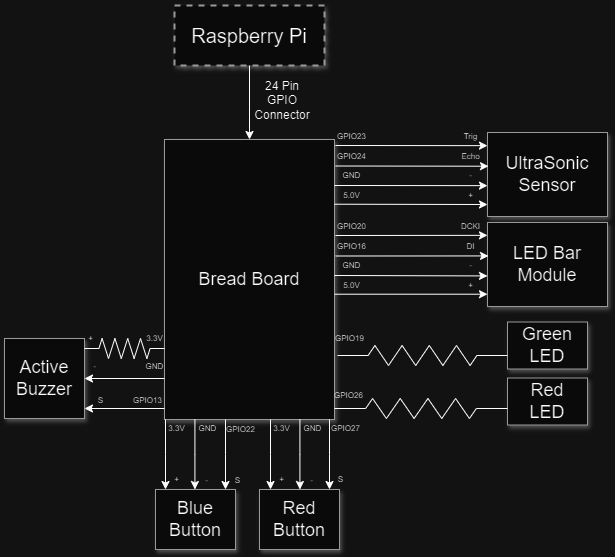 Raspberry Pi
24 Pin
GPIO
Connector
GPIO23 Trig
GPIO24 Echo
GND -
5.0V +
UltraSonic
Sensor
GPIO20 DCKI
GPIO16 DI
GND -
5.0V +
LED Bar
Module
Bread Board
+ 3.3V
- GND
S GPIO13
Active
Buzzer
GPIO19
Green
LED
GPIO26
Red
LED
3.3V GND GPIO22 3.3V GND GPIO27
+ - S + - S
Blue
Button
Red
Button